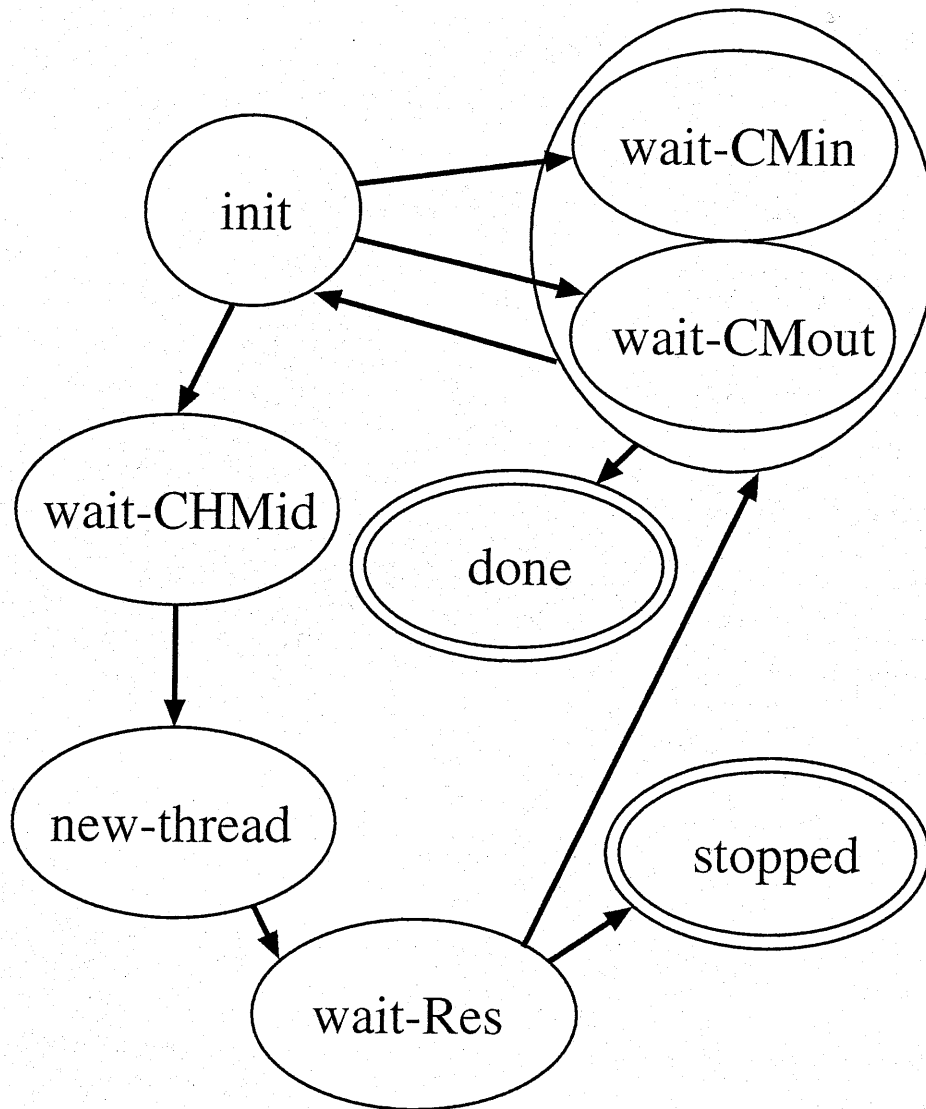 wait-CMin
init
wait-CMout
wait-CHMid
done
new-thread
stopped
wait-Res